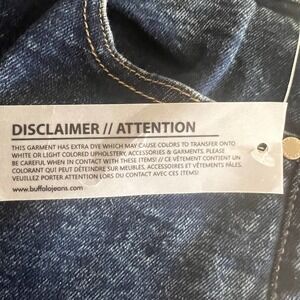 DISCLAIMER // ATTENTION
THIS GARMENT HAS EXTRA DYE WHICH MAY CAUSE COLORS TO TRANSFER ONTO
WHITE OR LIGHT COLORED UPHOLSTERY, ACCESSORIES & GARMENTS, PLEASE
BE CAREFUL WHEN IN CONTACT WITH THESE ITEMS! // CE VÊTEMENT CONTIENT UN
COLORANT QUI PEUT DÉTEINDRE SUR MEUBLES, ACCESSOIRES ET VÊTEMENTS PÂLES.
VEUILLEZ PORTER ATTENTION LORS DU CONTACT AVEC CES ITEMS!
www.buffalojeans.com